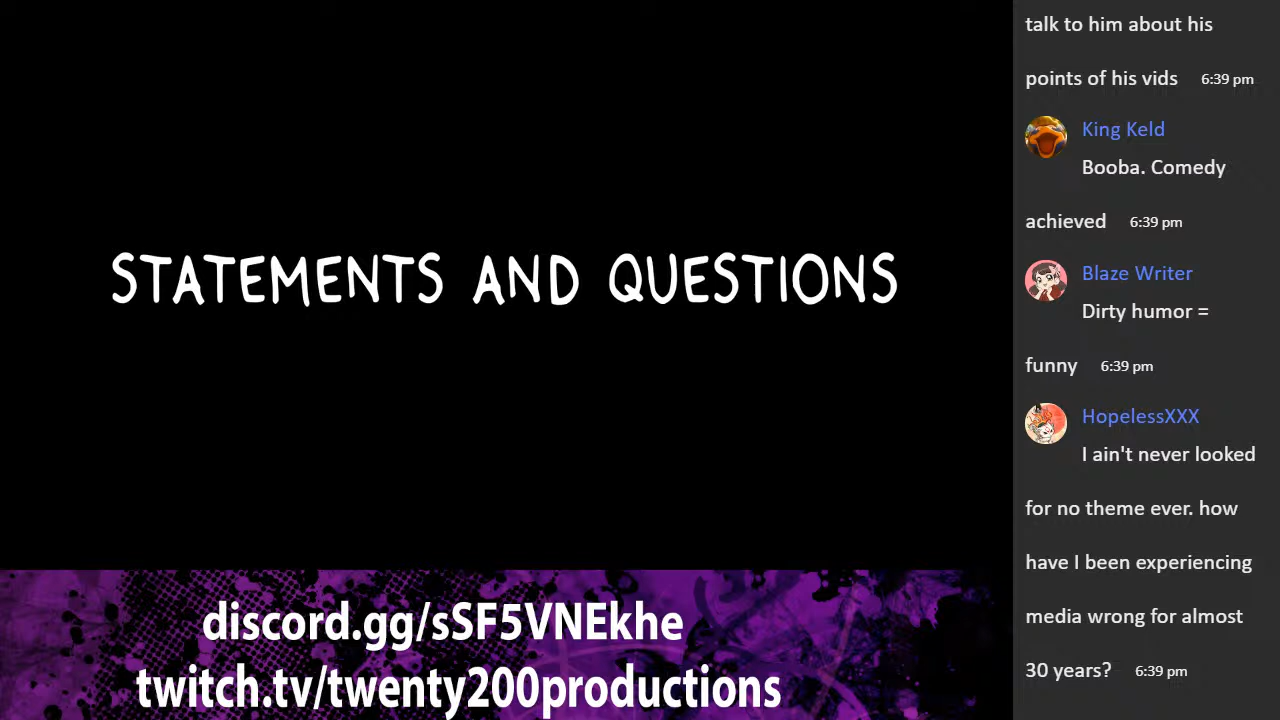 STATEMENTS AND QUESTIONS
discord.gg/sSF5VNEkhe
twitch.tv/twenty200productions
talk to him about his
points of his vids 6:39 pm
King Keld
Booba. Comedy
achieved 6:39 pm
Blaze Writer
Dirty humor =
funny 6:39 pm
HopelessXXX
I ain't never looked
for no theme ever. how
have I been experiencing
media wrong for almost
30 years? 6:39 pm